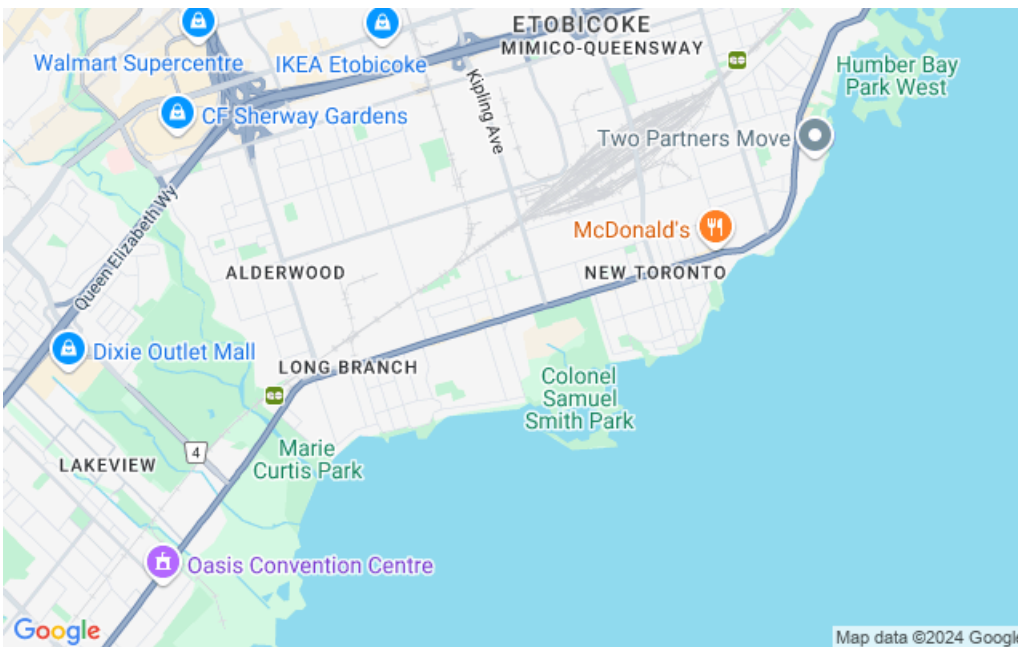 ETOBICOKE
MIMICO-QUEENSWAY
Walmart Supercentre
IKEA Etobicoke
Humber Bay
Park West
CF Sherway Gardens
Kipling Ave
Two Partners Move
Queen Elizabeth Wy
McDonald's
ALDERWOOD
NEW TORONTO
Dixie Outlet Mall
LONG BRANCH
Colonel
Samuel
Smith Park
GO
GO
4
Marie
Curtis Park
LAKEVIEW
Oasis Convention Centre
Google
Map data ©2024 Google